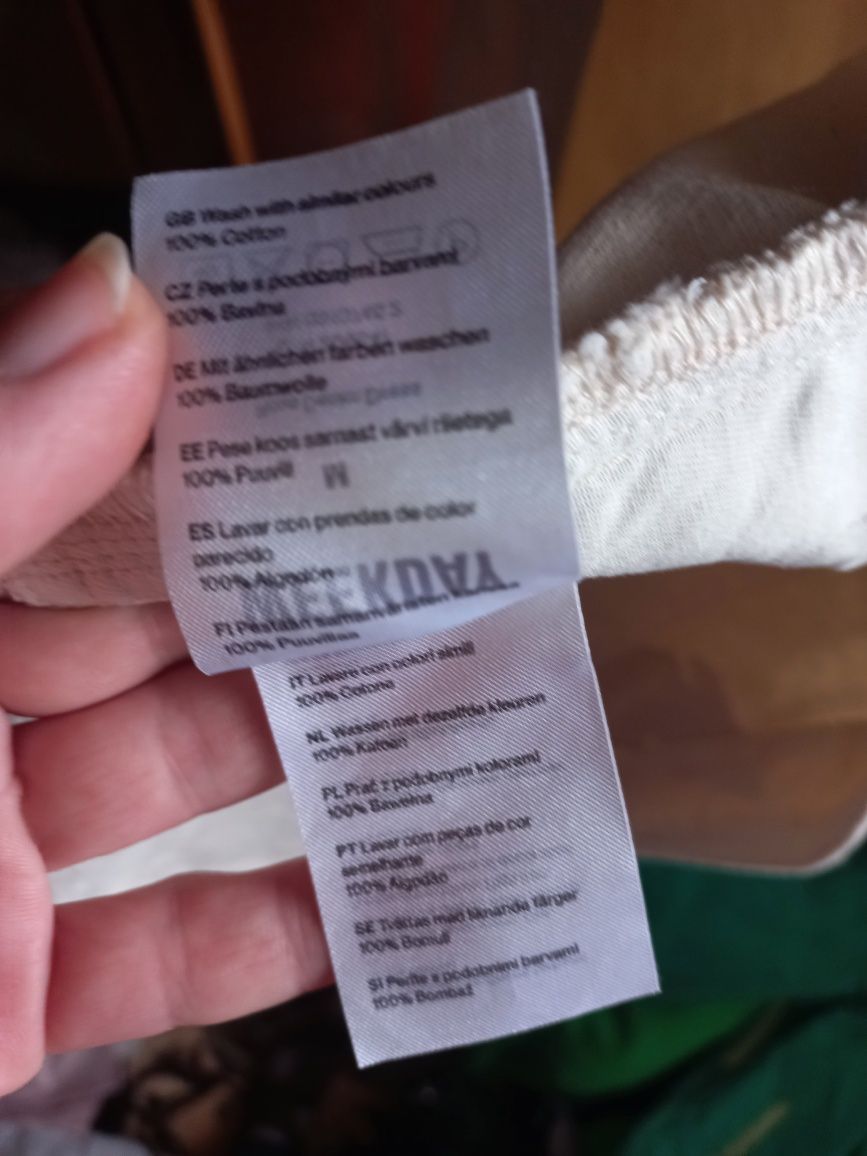 GB Wash with similar colours
100% Cotton
CZ Perte s podobnými barvami
100% Bavlna
DE Mit ähnlichen farben waschen
100% Baumwolle
EE Pese koos samast värvi riietega
100% Puuvill
ES Lavar con prendas de color
parecido
100% Algodón
FI Pestään
100% Puuvillaa
IT Lavare con colori simili
100% Cotone
NL Wassen met dezelfde kleuren
100% Katoen
PL Prać z podobnymi kolorami
100% Bawełna
PT Lavar com peças de cor
semelhante
100% Algodão
SE Tvättas med liknande färger
100% Bomull
SI Perite s podobnimi barvami
100% Bombaž
M
WEEKDAY